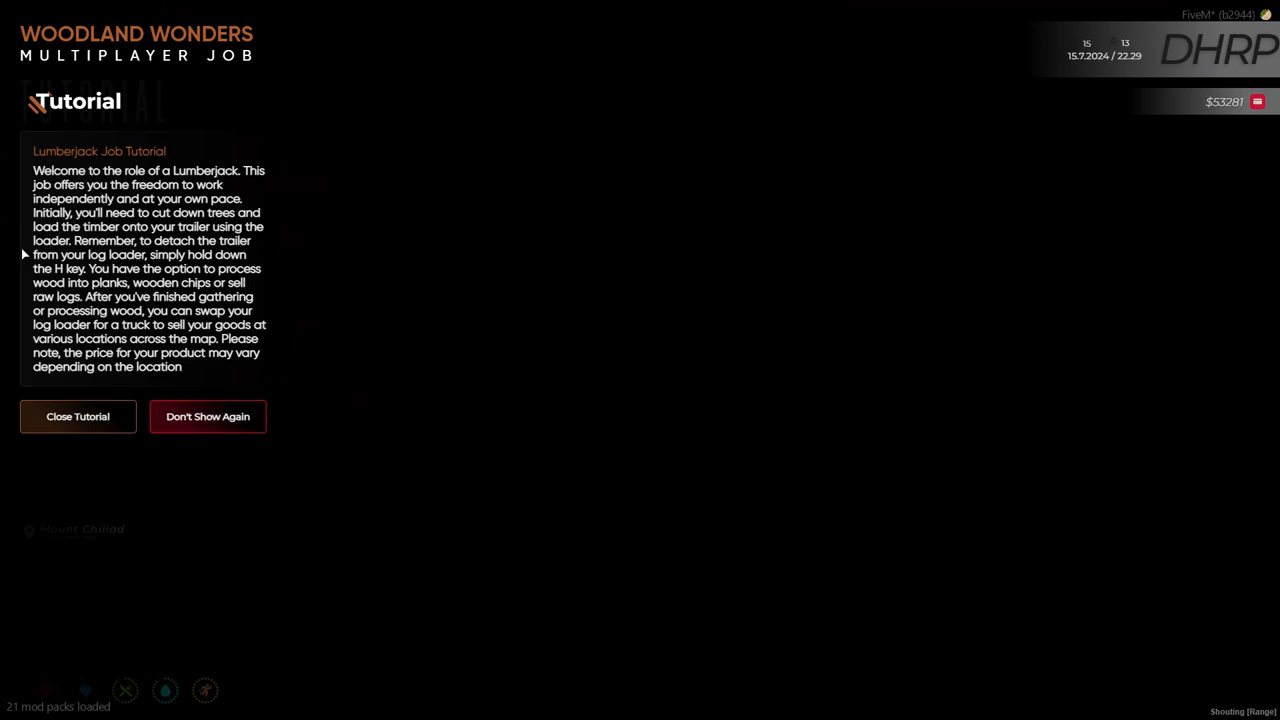 FiveM* (b2944)
WOODLAND WONDERS
MULTIPLAYER JOB
15 13
15.7.2024 / 22.29
DHRP
$53281
TUTORIAL
Tutorial
Lumberjack Job Tutorial
Welcome to the role of a Lumberjack. This
job offers you the freedom to work
independently and at your own pace.
Initially, you'll need to cut down trees and
load the timber onto your trailer using the
loader. Remember, to detach the trailer
from your log loader, simply hold down
the H key. You have the option to process
wood into planks, wooden chips or sell
raw logs. After you've finished gathering
or processing wood, you can swap your
log loader for a truck to sell your goods at
various locations across the map. Please
note, the price for your product may vary
depending on the location
Close Tutorial
Don't Show Again
Mount Chiliad
21 mod packs loaded
Shouting [Range]